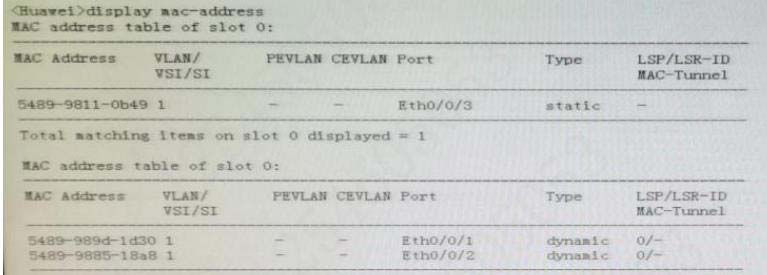 <Huawei>display mac-address
MAC address table of slot 0:
MAC Address VLAN/ PEVLAN CEVLAN Port Type LSP/LSR-ID
VSI/SI MAC-Tunnel
5489-9811-0b49 1 - - Eth0/0/3 static -
Total matching items on slot 0 displayed = 1
MAC address table of slot 0:
MAC Address VLAN/ PEVLAN CEVLAN Port Type LSP/LSR-ID
VSI/SI MAC-Tunnel
5489-989d-1d30 1 - - Eth0/0/1 dynamic 0/-
5489-9885-18a8 1 - - Eth0/0/2 dynamic 0/-